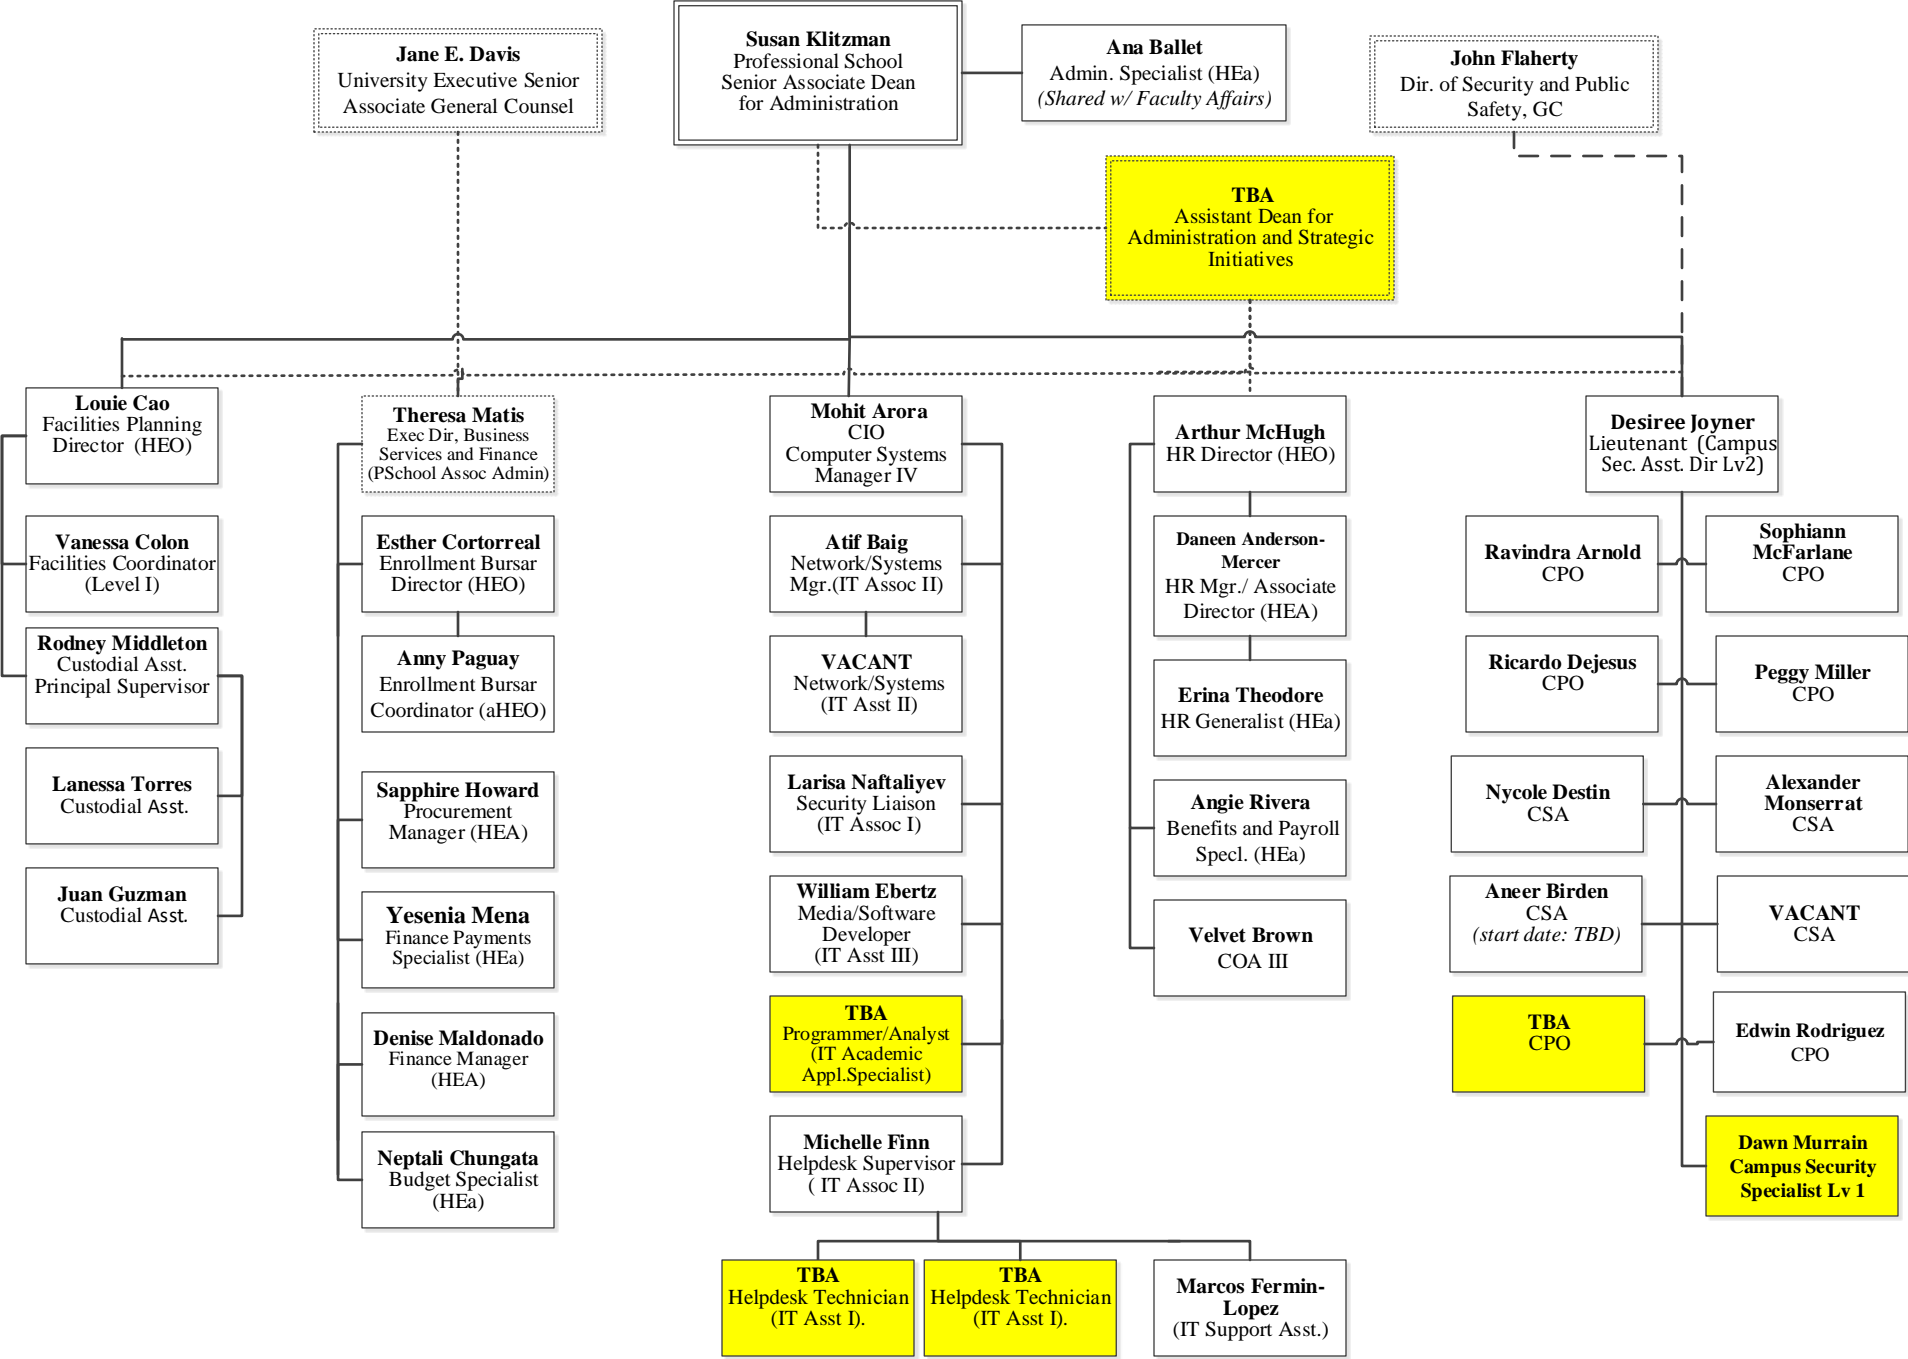 Jane E. Davis
University Executive Senior
Associate General Counsel
Susan Klitzman
Professional School
Senior Associate Dean
for Administration
Ana Ballet
Admin. Specialist (HEa)
(Shared w/ Faculty Affairs)
John Flaherty
Dir. of Security and Public
Safety, GC
TBA
Assistant Dean for
Administration and Strategic
Initiatives
Louie Cao
Facilities Planning
Director (HEO)
Vanessa Colon
Facilities Coordinator
(Level I)
Rodney Middleton
Custodial Asst.
Principal Supervisor
Lanessa Torres
Custodial Asst.
Juan Guzman
Custodial Asst.
Theresa Matis
Exec Dir, Business
Services and Finance
(PSchool Assoc Admin)
Esther Cortorreal
Enrollment Bursar
Director (HEO)
Anny Paguay
Enrollment Bursar
Coordinator (aHEO)
Sapphire Howard
Procurement
Manager (HEA)
Yesenia Mena
Finance Payments
Specialist (HEa)
Denise Maldonado
Finance Manager
(HEA)
Neptali Chungata
Budget Specialist
(HEa)
Mohit Arora
CIO
Computer Systems
Manager IV
Atif Baig
Network/Systems
Mgr.(IT Assoc II)
VACANT
Network/Systems
(IT Asst II)
Larisa Naftaliyev
Security Liaison
(IT Assoc I)
William Ebertz
Media/Software
Developer
(IT Asst III)
TBA
Programmer/Analyst
(IT Academic
Appl.Specialist)
Michelle Finn
Helpdesk Supervisor
( IT Assoc II)
TBA
Helpdesk Technician
(IT Asst I).
TBA
Helpdesk Technician
(IT Asst I).
Marcos Fermin-
Lopez
(IT Support Asst.)
Arthur McHugh
HR Director (HEO)
Daneen Anderson-
Mercer
HR Mgr./ Associate
Director (HEA)
Erina Theodore
HR Generalist (HEa)
Angie Rivera
Benefits and Payroll
Specl. (HEa)
Velvet Brown
COA III
Desiree Joyner
Lieutenant (Campus
Sec. Asst. Dir Lv2)
Ravindra Arnold
CPO
Sophiann
McFarlane
CPO
Ricardo Dejesus
CPO
Peggy Miller
CPO
Nycole Destin
CSA
Alexander
Monserrat
CSA
Aneer Birden
CSA
(start date: TBD)
VACANT
CSA
TBA
CPO
Edwin Rodriguez
CPO
Dawn Murrain
Campus Security
Specialist Lv 1